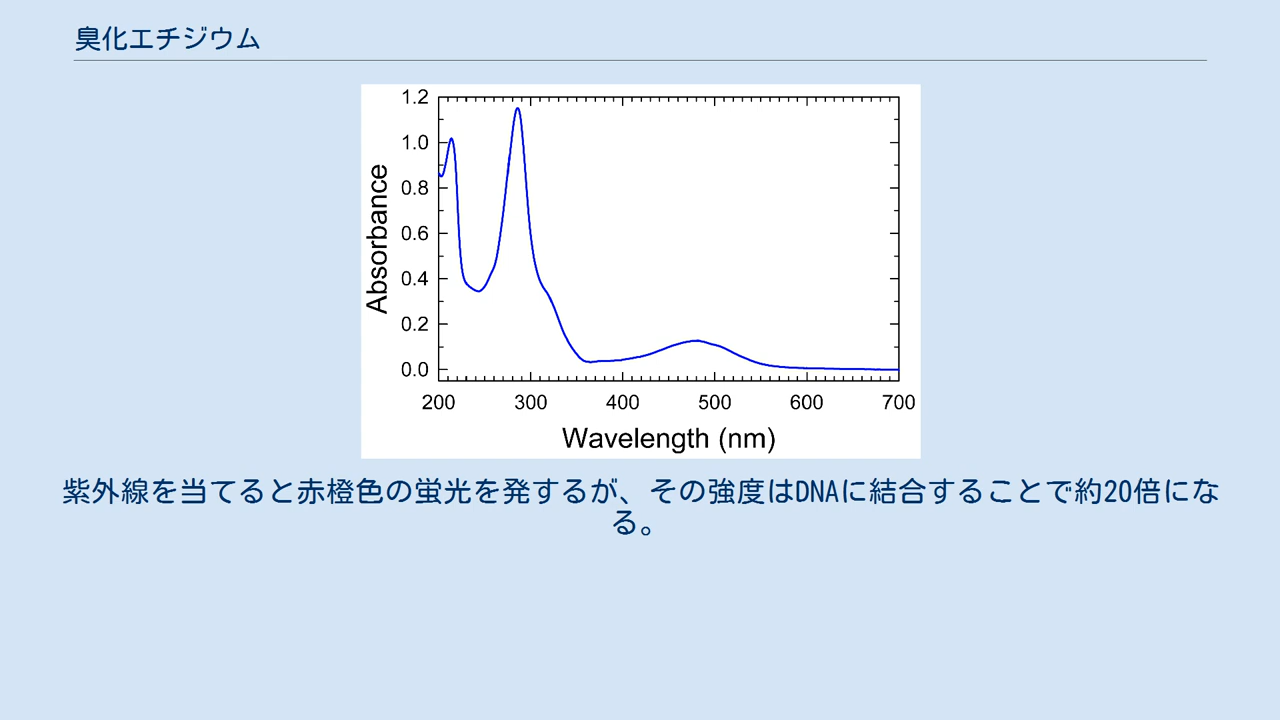 臭化エチジウム
1.2
1.0
0.8
0.6
0.4
0.2
0.0
Absorbance
200 300 400 500 600 700
Wavelength (nm)
紫外線を当てると赤橙色の蛍光を発するが、その強度はDNAに結合することで約20倍にな
る。